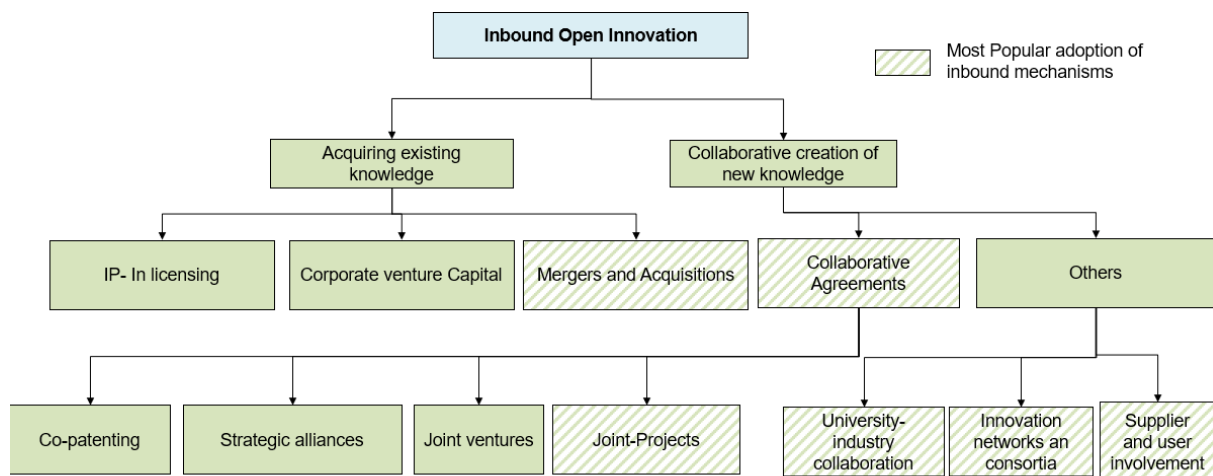 Inbound Open Innovation
Most Popular adoption of
inbound mechanisms
Acquiring existing
knowledge
Collaborative creation of
new knowledge
IP- In licensing
Corporate venture Capital
Mergers and Acquisitions
Collaborative
Agreements
Others
Co-patenting
Strategic alliances
Joint ventures
Joint-Projects
University-
industry
collaboration
Innovation
networks an
consortia
Supplier
and user
involvement